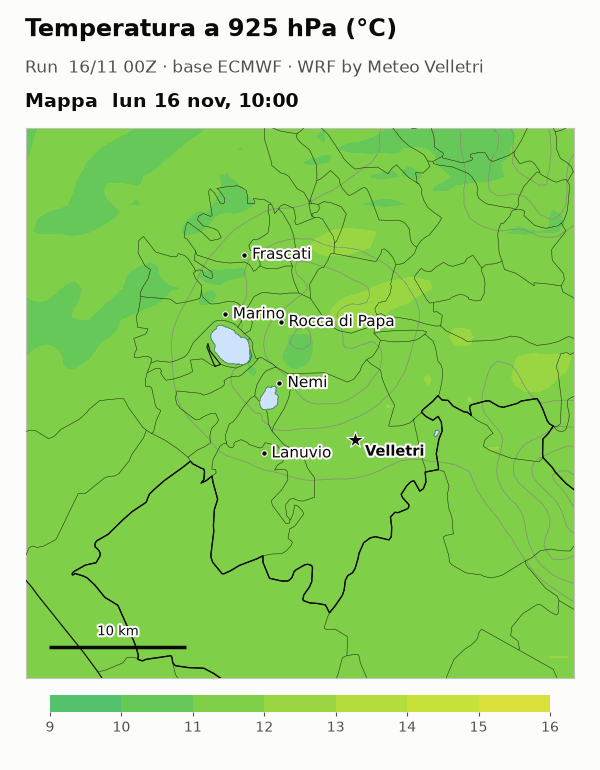 Temperatura a 925 hPa (°C)
Run  16/11 00Z · base ECMWF · WRF by Meteo Velletri
Mappa  lun 16 nov, 10:00
Frascati
Marino
Rocca di Papa
Nemi
Velletri
Lanuvio
10 km
9 10 11 12 13 14 15 16